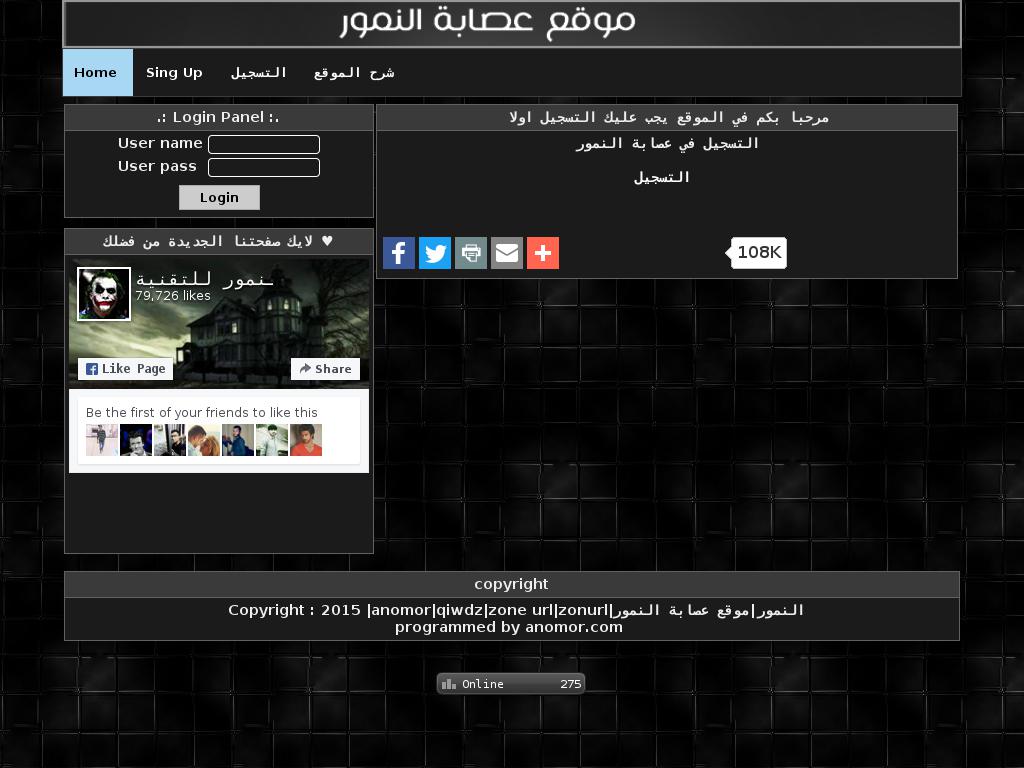 موقع عصابة النمور
Home Sing Up التسجيل شرح الموقع
.: Login Panel :.
User name
User pass
Login
لايك صفحتنا الجديدة من فضلك ♥
نمور للتقنية
79,726 likes
Like Page
Share
Be the first of your friends to like this
مرحبا بكم في الموقع يجب عليك التسجيل اولا
التسجيل في عصابة النمور
التسجيل
108K
copyright
Copyright : 2015 |anomor|qiwdz|zone url|zonurl|النمور|موقع عصابة النمور
programmed by anomor.com
Online 275